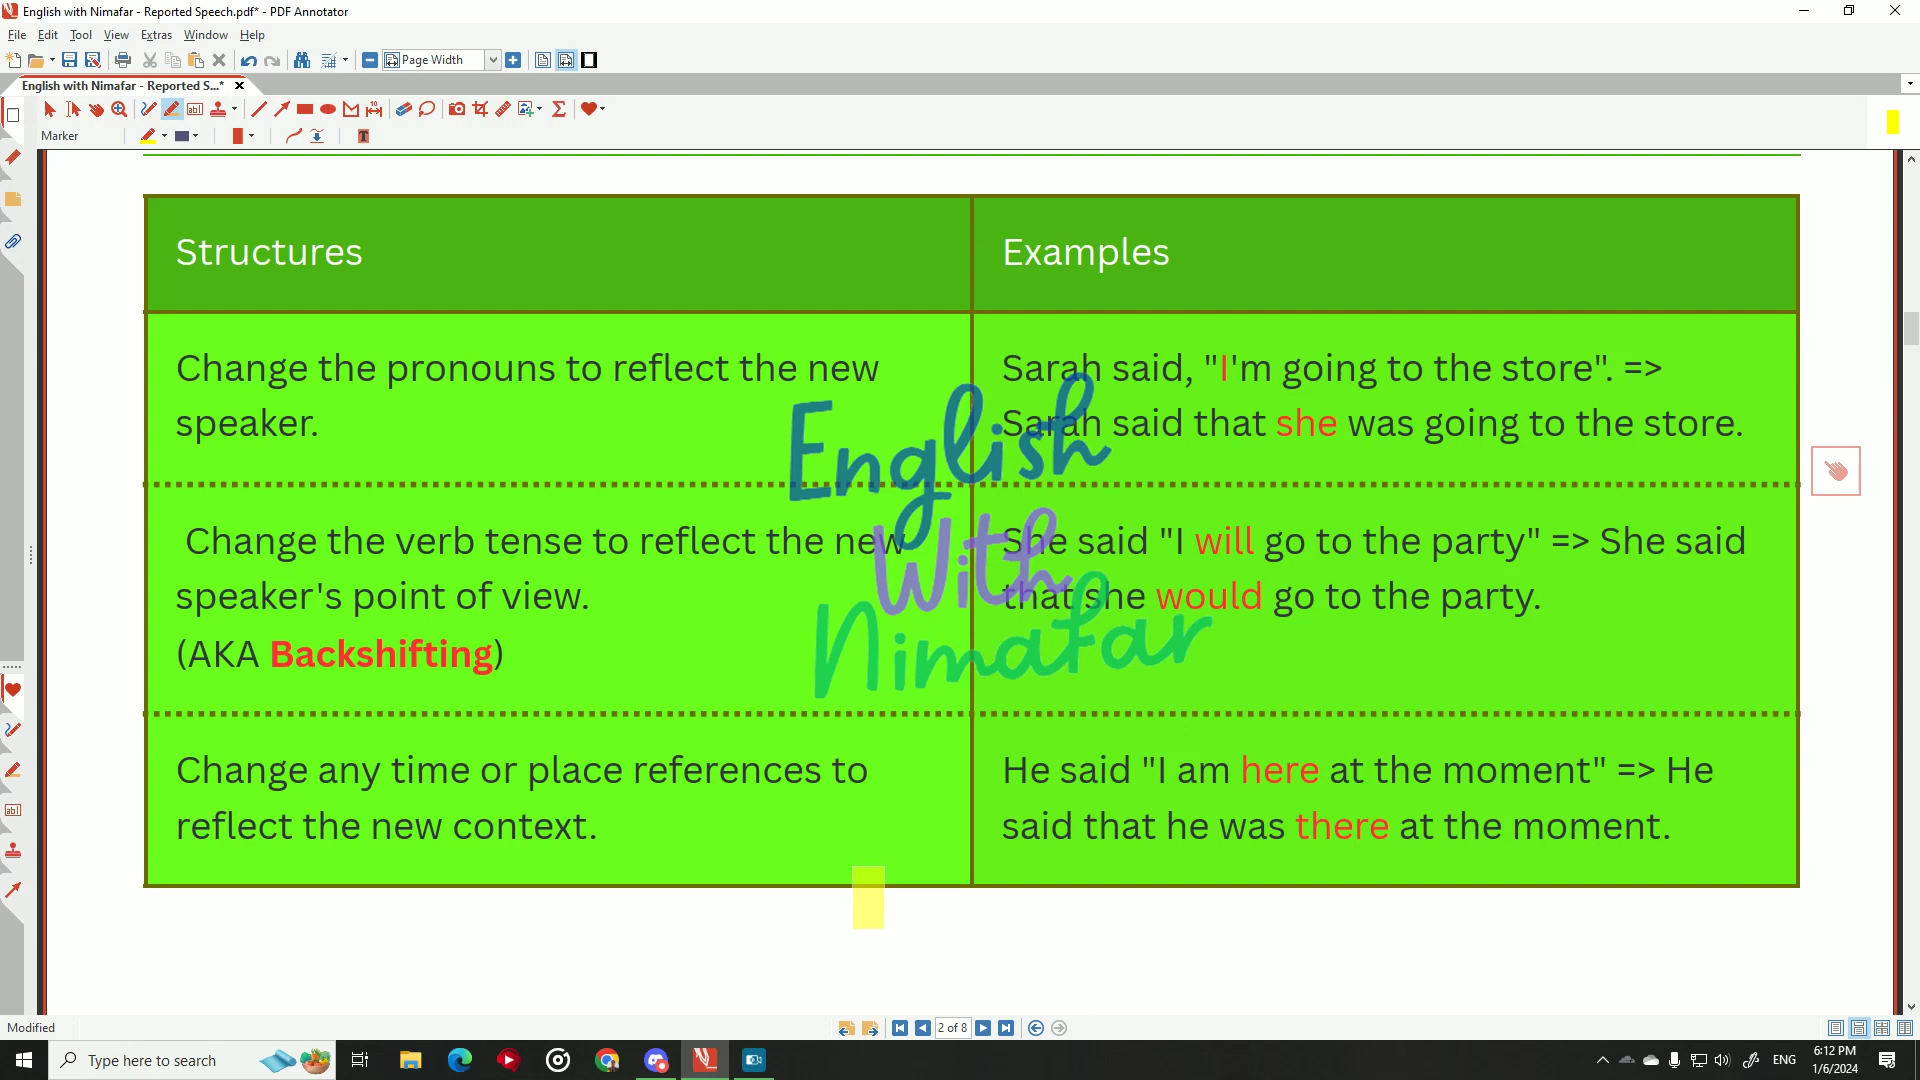 English with Nimafar - Reported Speech.pdf* - PDF Annotator
File Edit Tool View Extras Window Help
Page Width
English with Nimafar - Reported S...*
Marker
Structures
Examples
Change the pronouns to reflect the new
speaker.
Sarah said, "I'm going to the store". =>
Sarah said that she was going to the store.
Change the verb tense to reflect the new
speaker's point of view.
(AKA Backshifting)
She said "I will go to the party" => She said
that she would go to the party.
Change any time or place references to
reflect the new context.
He said "I am here at the moment" => He
said that he was there at the moment.
English
With
Nimafar
Modified
2 of 8
Type here to search
ENG
6:12 PM
1/6/2024